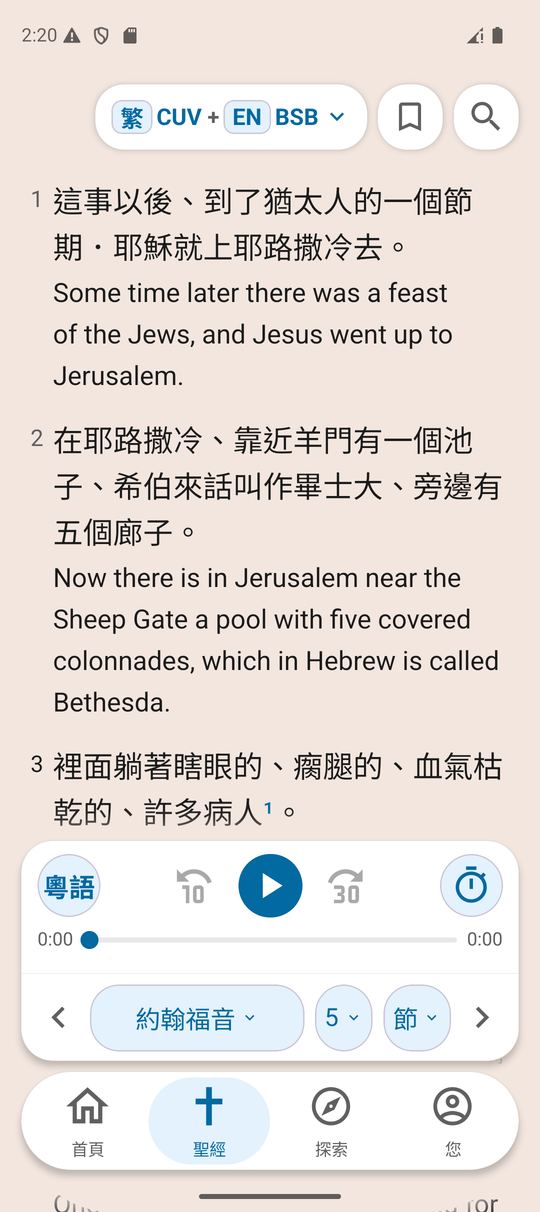 2:20
繁 CUV + EN BSB
1 這事以後、到了猶太人的一個節
期．耶穌就上耶路撒冷去。
Some time later there was a feast
of the Jews, and Jesus went up to
Jerusalem.
2 在耶路撒冷、靠近羊門有一個池
子、希伯來話叫作畢士大、旁邊有
五個廊子。
Now there is in Jerusalem near the
Sheep Gate a pool with five covered
colonnades, which in Hebrew is called
Bethesda.
3 裡面躺著瞎眼的、瘸腿的、血氣枯
乾的、許多病人1。
粵語 10 30
0:00 0:00
約翰福音 5 節
首頁 聖經 探索 您